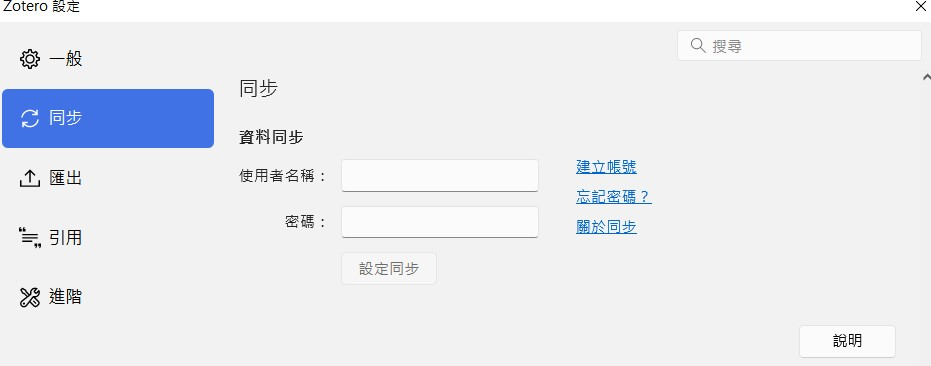 Zotero 設定
搜尋
一般
同步
匯出
引用
進階
同步
資料同步
使用者名稱：
建立帳號
忘記密碼？
密碼：
關於同步
設定同步
說明